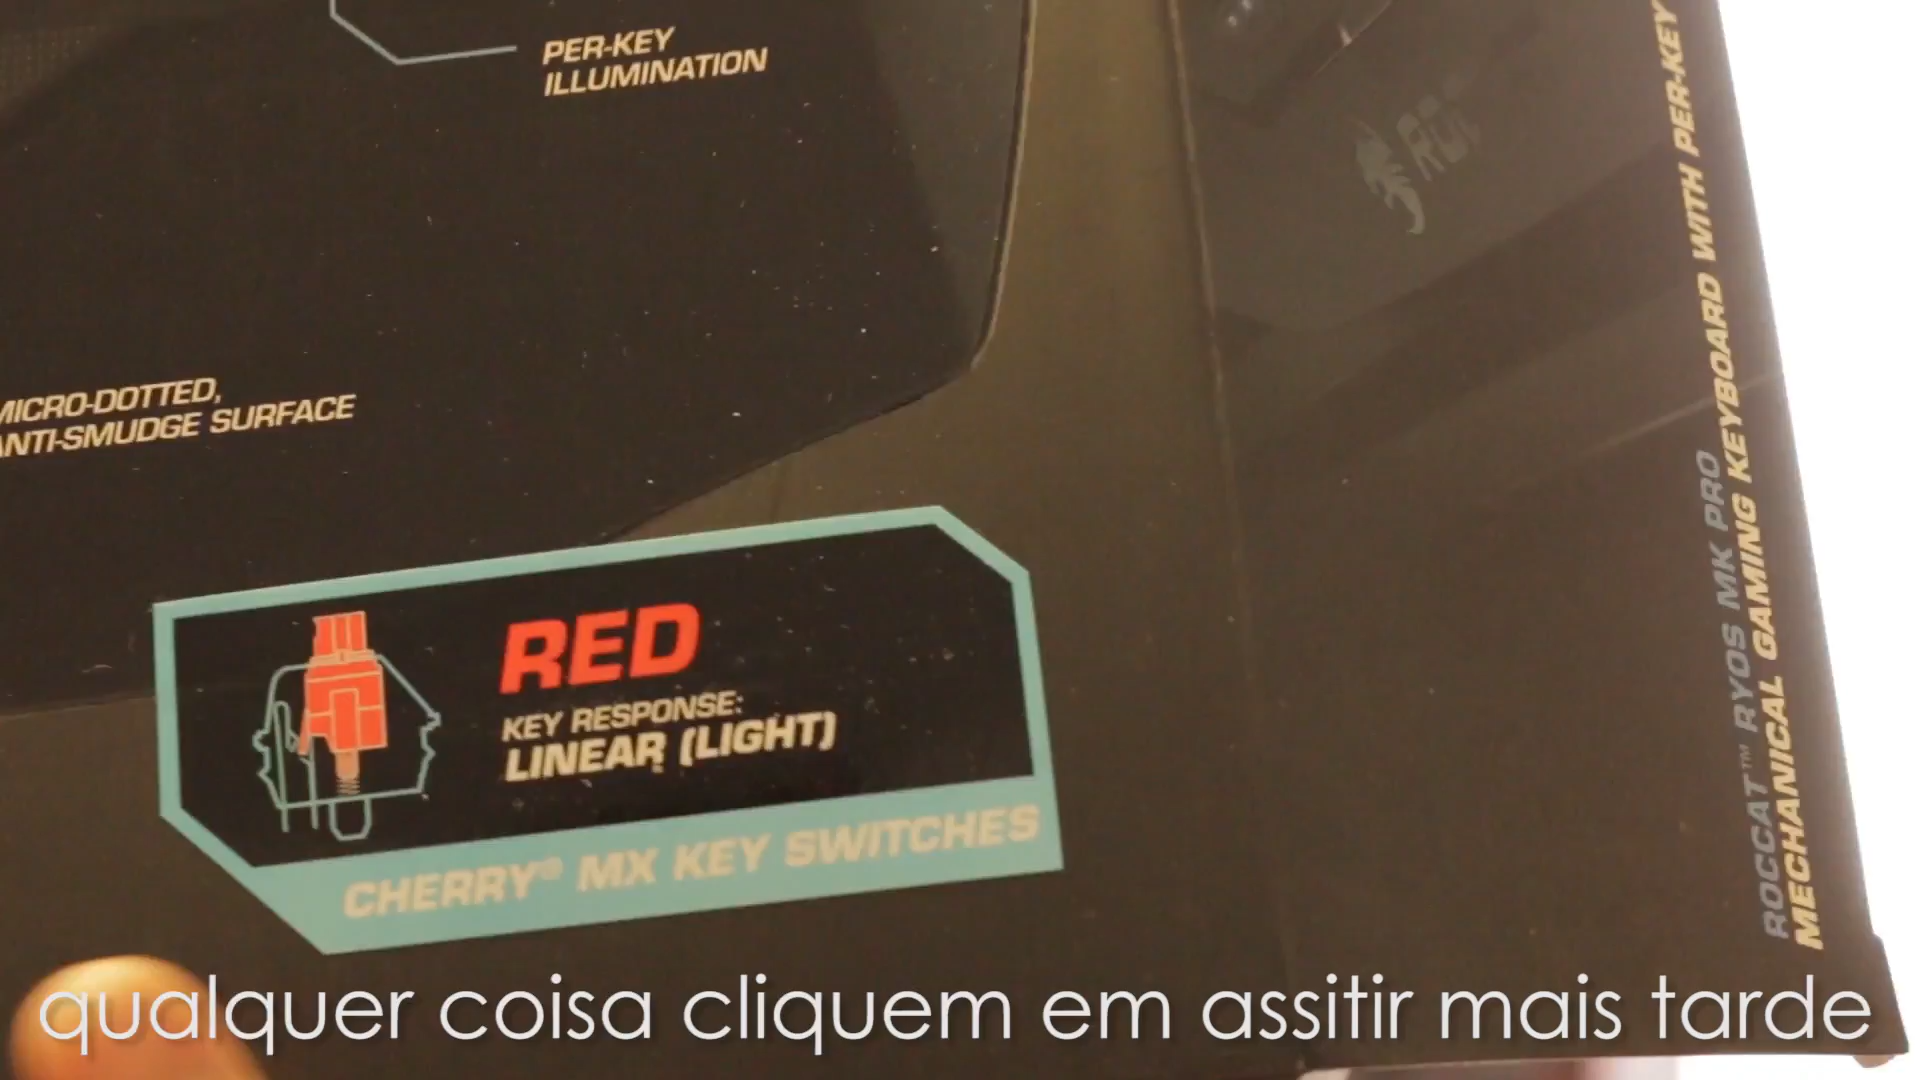 PER-KEY
ILLUMINATION
MICRO-DOTTED,
ANTI-SMUDGE SURFACE
RED
KEY RESPONSE:
LINEAR (LIGHT)
CHERRY® MX KEY SWITCHES
ROCCAT™ RYOS MK PRO
MECHANICAL GAMING KEYBOARD WITH PER-KEY
qualquer coisa cliquem em assitir mais tarde